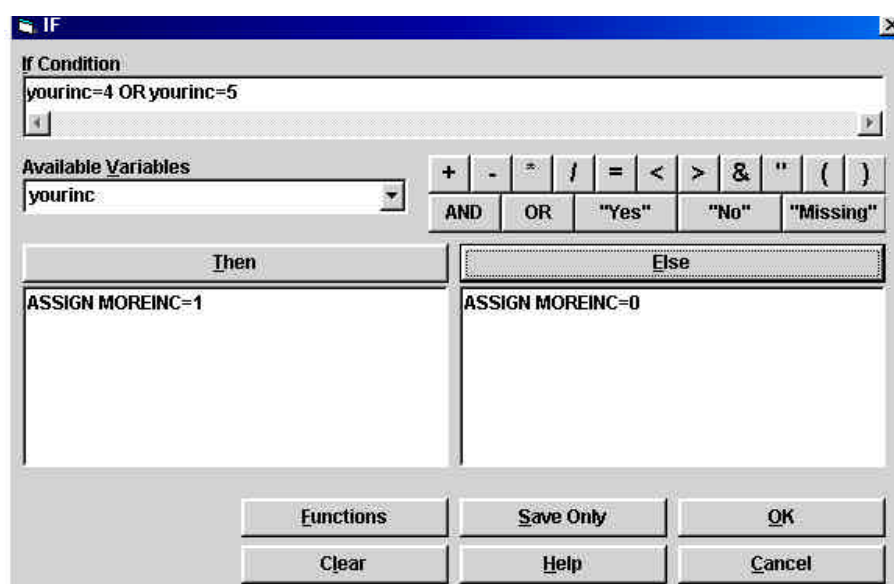 IF
If Condition
yourinc=4 OR yourinc=5
Available Variables
yourinc
+ - * / = < > & " ( )
AND OR "Yes" "No" "Missing"
Then Else
ASSIGN MOREINC=1 ASSIGN MOREINC=0
Functions Save Only OK
Clear Help Cancel